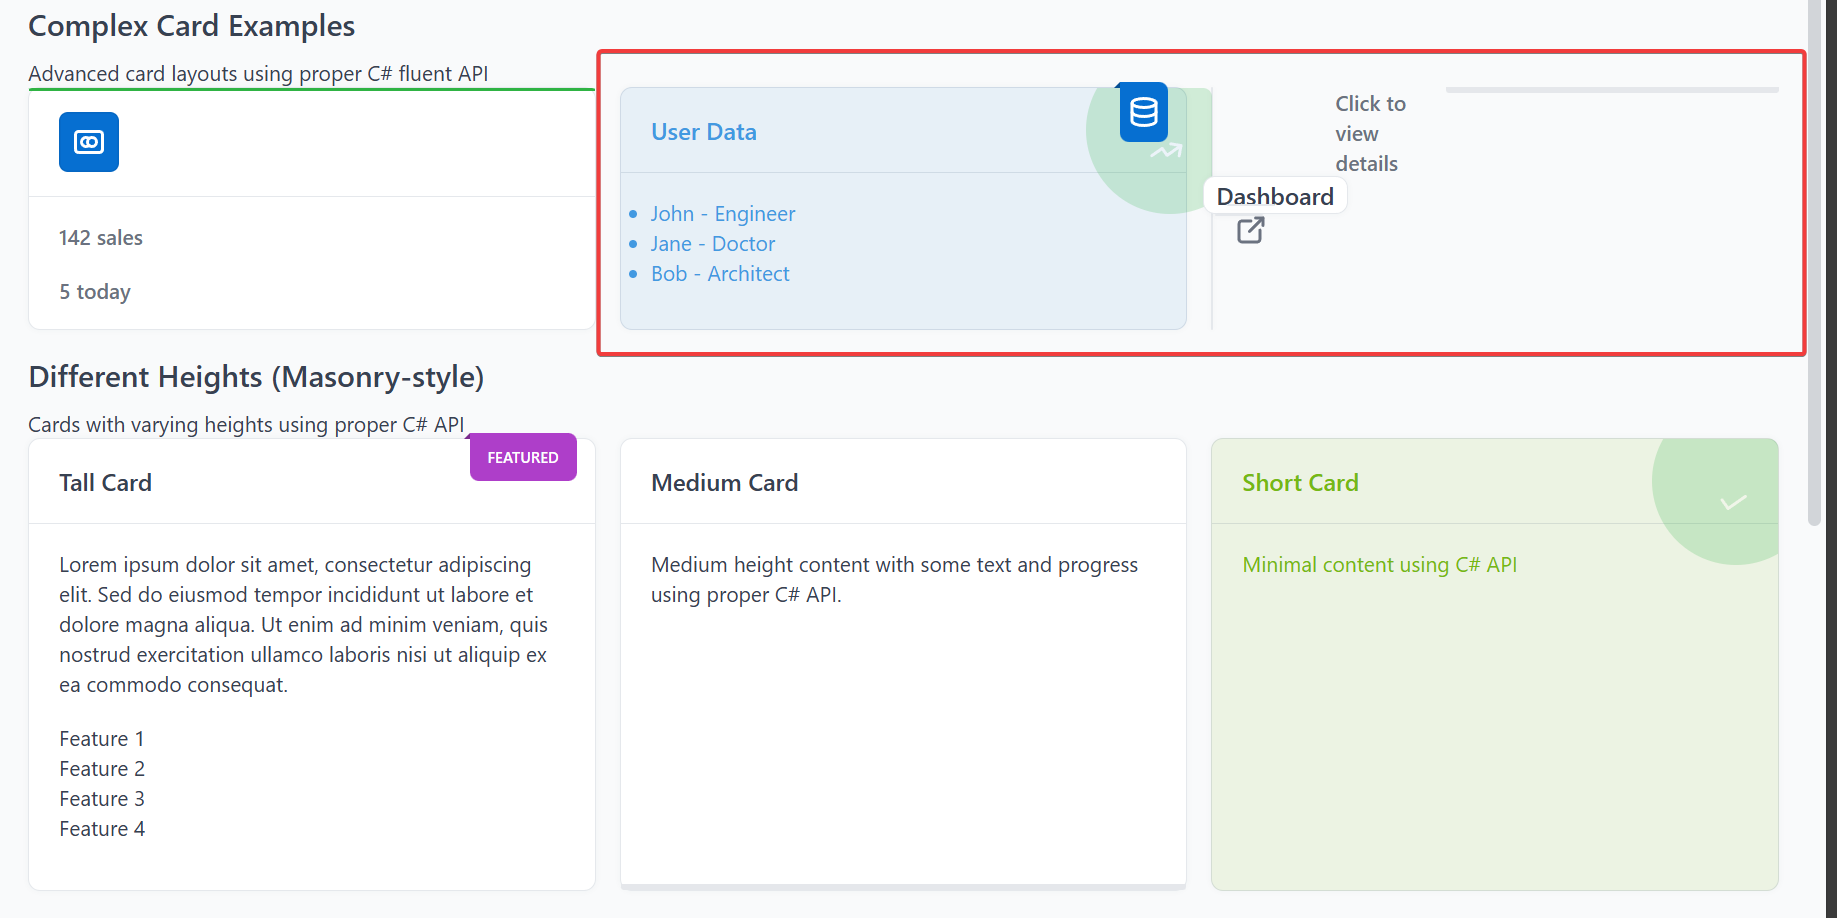 Complex Card Examples
Advanced card layouts using proper C# fluent API
142 sales
5 today
User Data
John - Engineer
Jane - Doctor
Bob - Architect
Dashboard
Click to
view
details
Different Heights (Masonry-style)
Cards with varying heights using proper C# API
FEATURED
Tall Card
Lorem ipsum dolor sit amet, consectetur adipiscing
elit. Sed do eiusmod tempor incididunt ut labore et
dolore magna aliqua. Ut enim ad minim veniam, quis
nostrud exercitation ullamco laboris nisi ut aliquip ex
ea commodo consequat.
Feature 1
Feature 2
Feature 3
Feature 4
Medium Card
Medium height content with some text and progress
using proper C# API.
Short Card
Minimal content using C# API